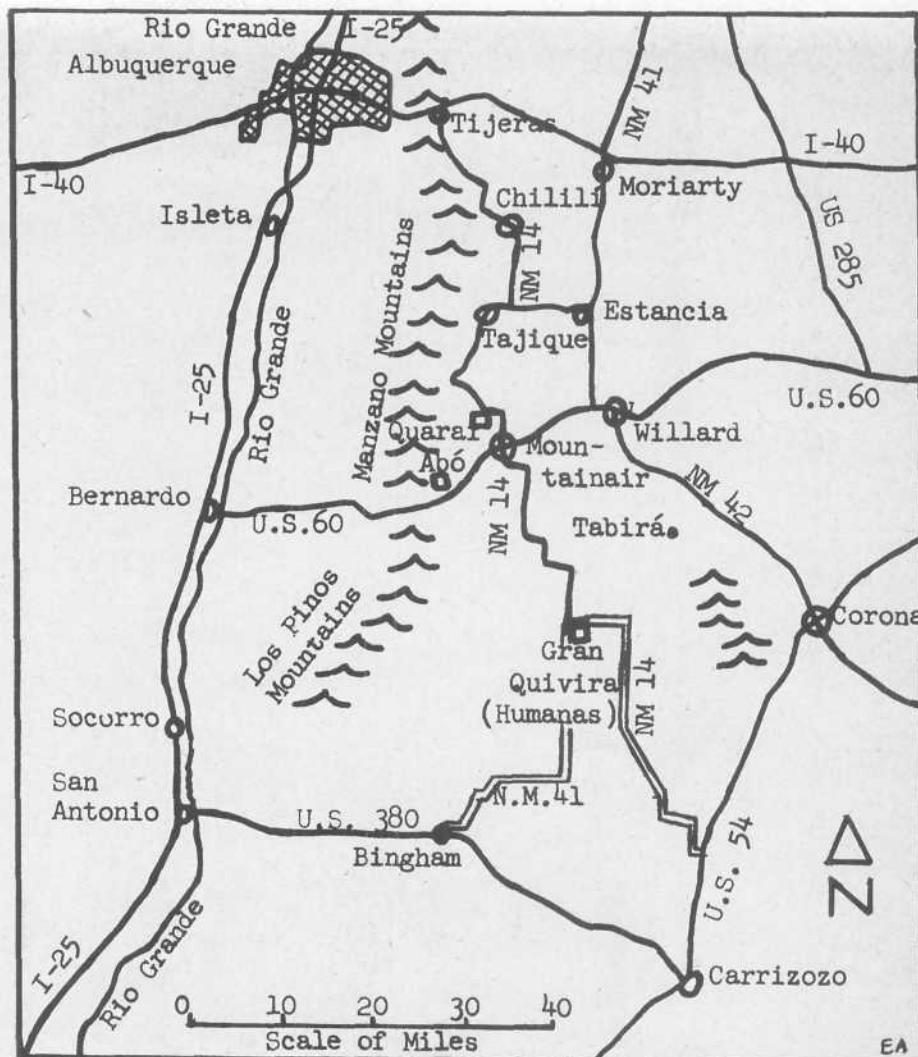 Rio Grande
I-25
Albuquerque
NM 41
Tijeras
I-40
I-40
Chililí
Moriarty
Isleta
US 285
NM 14
Manzano Mountains
Tajique
Estancia
I-25
Rio Grande
U.S.60
Quarai
Willard
Abó
Moun-
tainair
Bernardo
U.S.60
NM 14
NM 42
Tabirá
Los Pinos
Mountains
Corona
Gran
Quivira
(Humanas)
NM 14
Socorro
San
Antonio
N.M.41
U.S. 380
Bingham
U.S. 54
N
I-25
Rio Grande
Carrizozo
0 10 20 30 40
Scale of Miles
EA